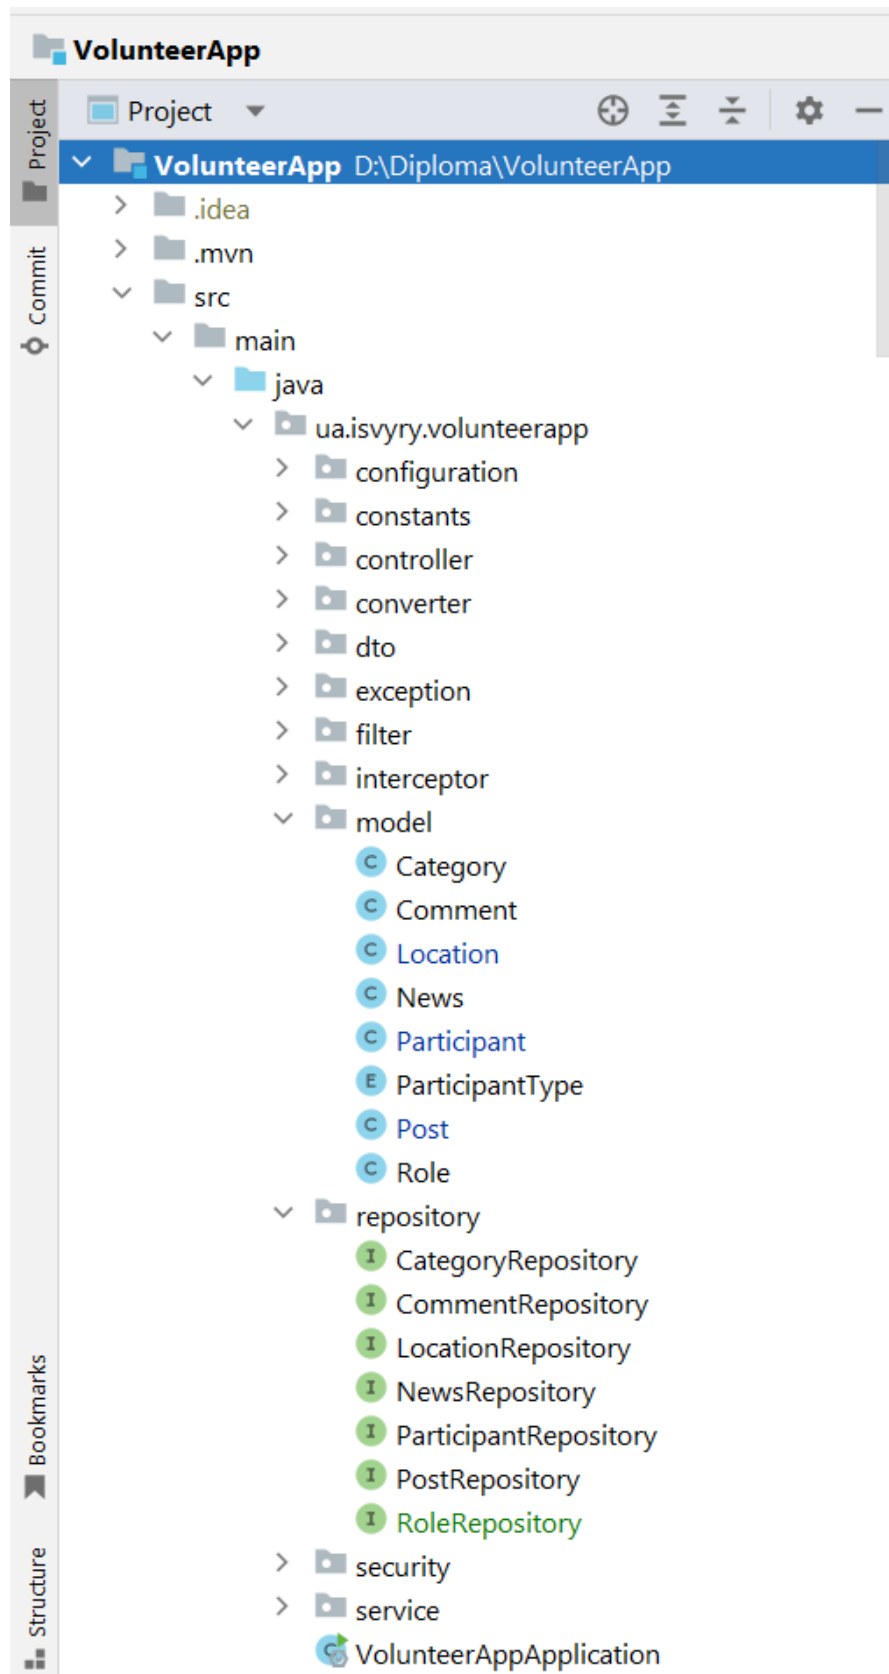 VolunteerApp
Project
Project
Commit
Bookmarks
Structure
VolunteerApp D:\Diploma\VolunteerApp
.idea
.mvn
src
main
java
ua.isvyry.volunteerapp
configuration
constants
controller
converter
dto
exception
filter
interceptor
model
C Category
C Comment
C Location
C News
C Participant
E ParticipantType
C Post
C Role
repository
I CategoryRepository
I CommentRepository
I LocationRepository
I NewsRepository
I ParticipantRepository
I PostRepository
I RoleRepository
security
service
VolunteerAppApplication